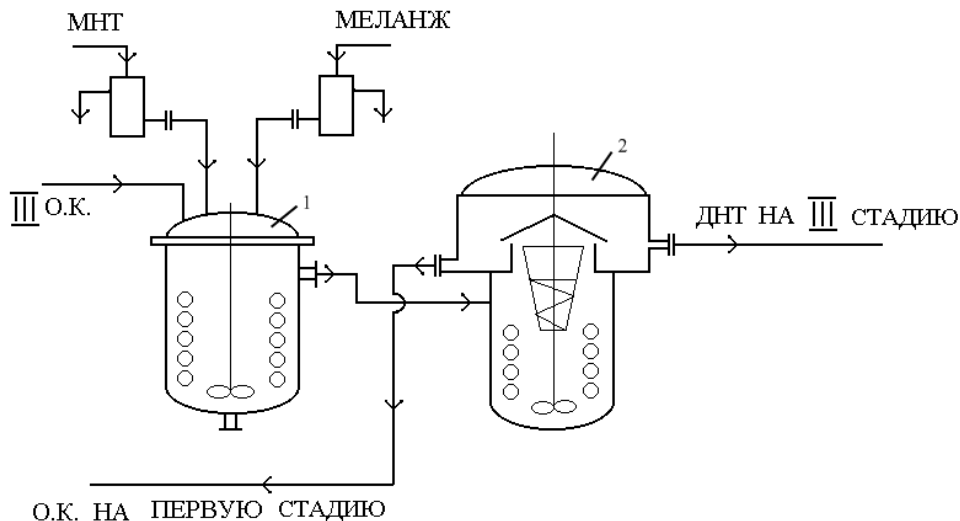 МНТ
МЕЛАНЖ
III О.К.
1
2
ДНТ НА III СТАДИЮ
О.К. НА ПЕРВУЮ СТАДИЮ